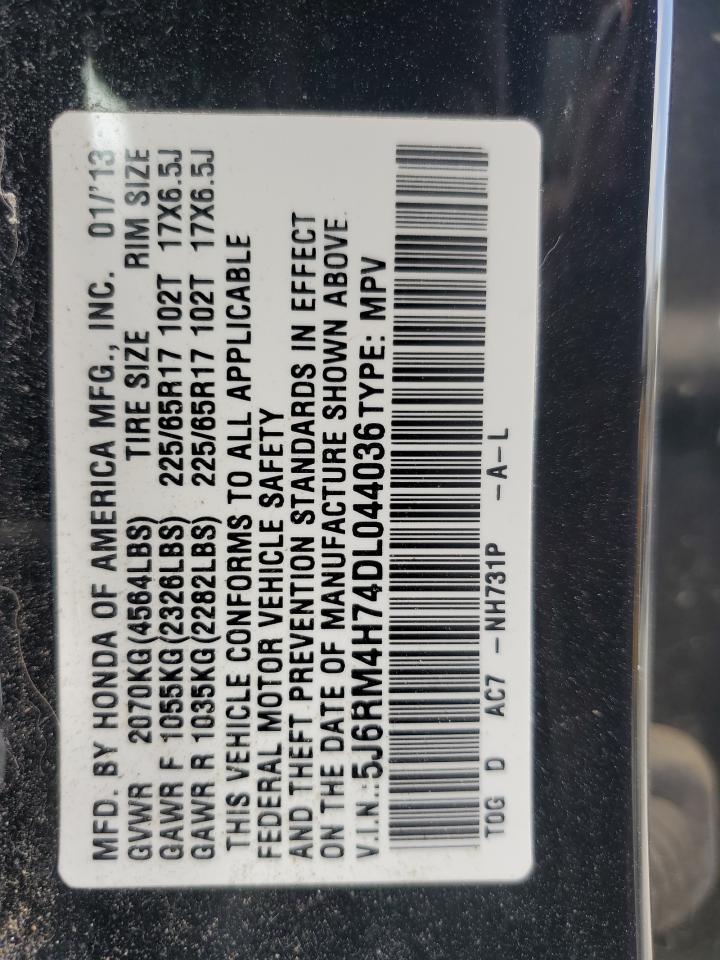 MFD. BY HONDA OF AMERICA MFG., INC. 01/'13
GVWR 2070KG(4564LBS) TIRE SIZE RIM SIZE
GAWR F 1055KG(2326LBS) 225/65R17 102T 17X6.5J
GAWR R 1035KG(2282LBS) 225/65R17 102T 17X6.5J
THIS VEHICLE CONFORMS TO ALL APPLICABLE
FEDERAL MOTOR VEHICLE SAFETY
AND THEFT PREVENTION STANDARDS IN EFFECT
ON THE DATE OF MANUFACTURE SHOWN ABOVE.
V.I.N.:5J6RM4H74DL044036 TYPE: MPV
T0G D AC7 -NH731P -A-L